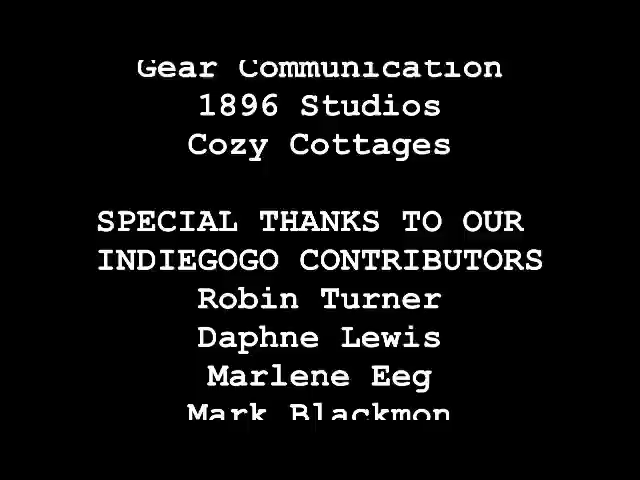 Gear Communication
1896 Studios
Cozy Cottages
SPECIAL THANKS TO OUR
INDIEGOGO CONTRIBUTORS
Robin Turner
Daphne Lewis
Marlene Eeg
Mark Blackmon